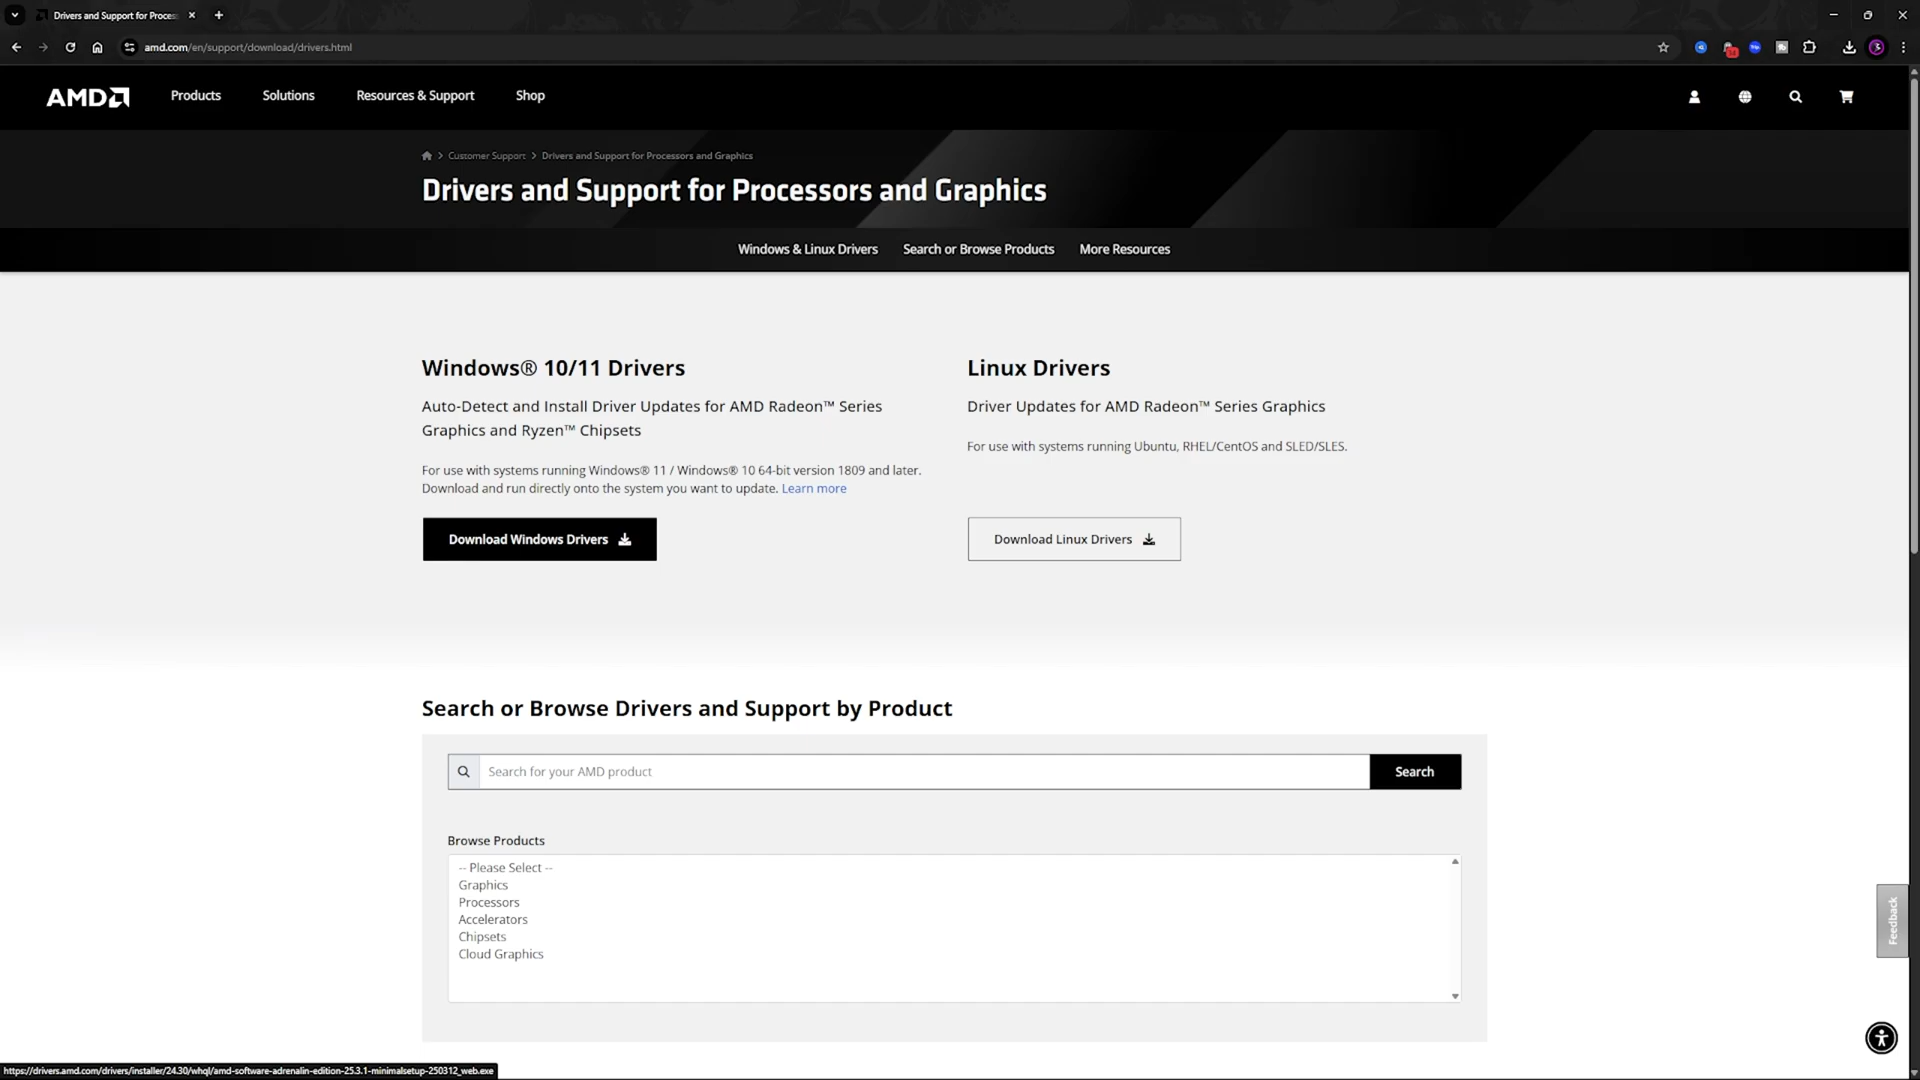 Drivers and Support for Proces
amd.com/en/support/download/drivers.html
AMD
Products
Solutions
Resources & Support
Shop
Customer Support
Drivers and Support for Processors and Graphics
Drivers and Support for Processors and Graphics
Windows & Linux Drivers
Search or Browse Products
More Resources
Windows® 10/11 Drivers
Auto-Detect and Install Driver Updates for AMD Radeon™ Series
Graphics and Ryzen™ Chipsets
For use with systems running Windows® 11 / Windows® 10 64-bit version 1809 and later.
Download and run directly onto the system you want to update. Learn more
Download Windows Drivers
Linux Drivers
Driver Updates for AMD Radeon™ Series Graphics
For use with systems running Ubuntu, RHEL/CentOS and SLED/SLES.
Download Linux Drivers
Search or Browse Drivers and Support by Product
Search for your AMD product
Search
Browse Products
-- Please Select --
Graphics
Processors
Accelerators
Chipsets
Cloud Graphics
Feedback
https://drivers.amd.com/drivers/installer/24.30/whql/amd-software-adrenalin-edition-25.3.1-minimalsetup-250312_web.exe